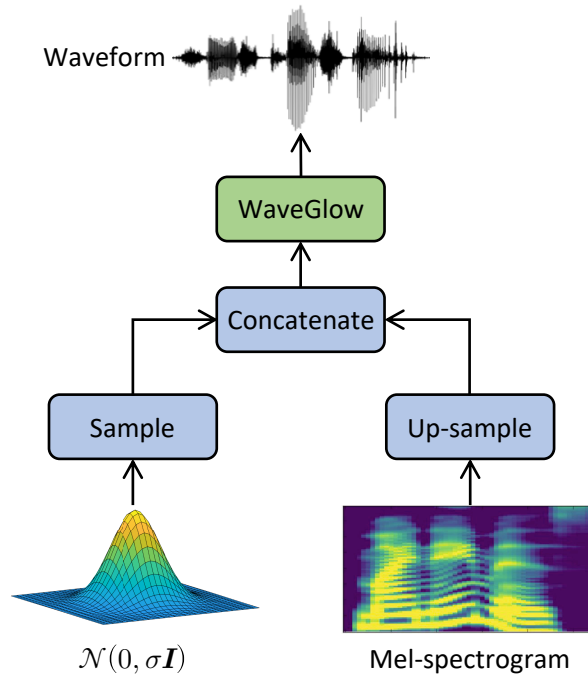 Waveform
WaveGlow
Concatenate
Sample
Up-sample
𝒩(0, σ𝑰)
Mel-spectrogram